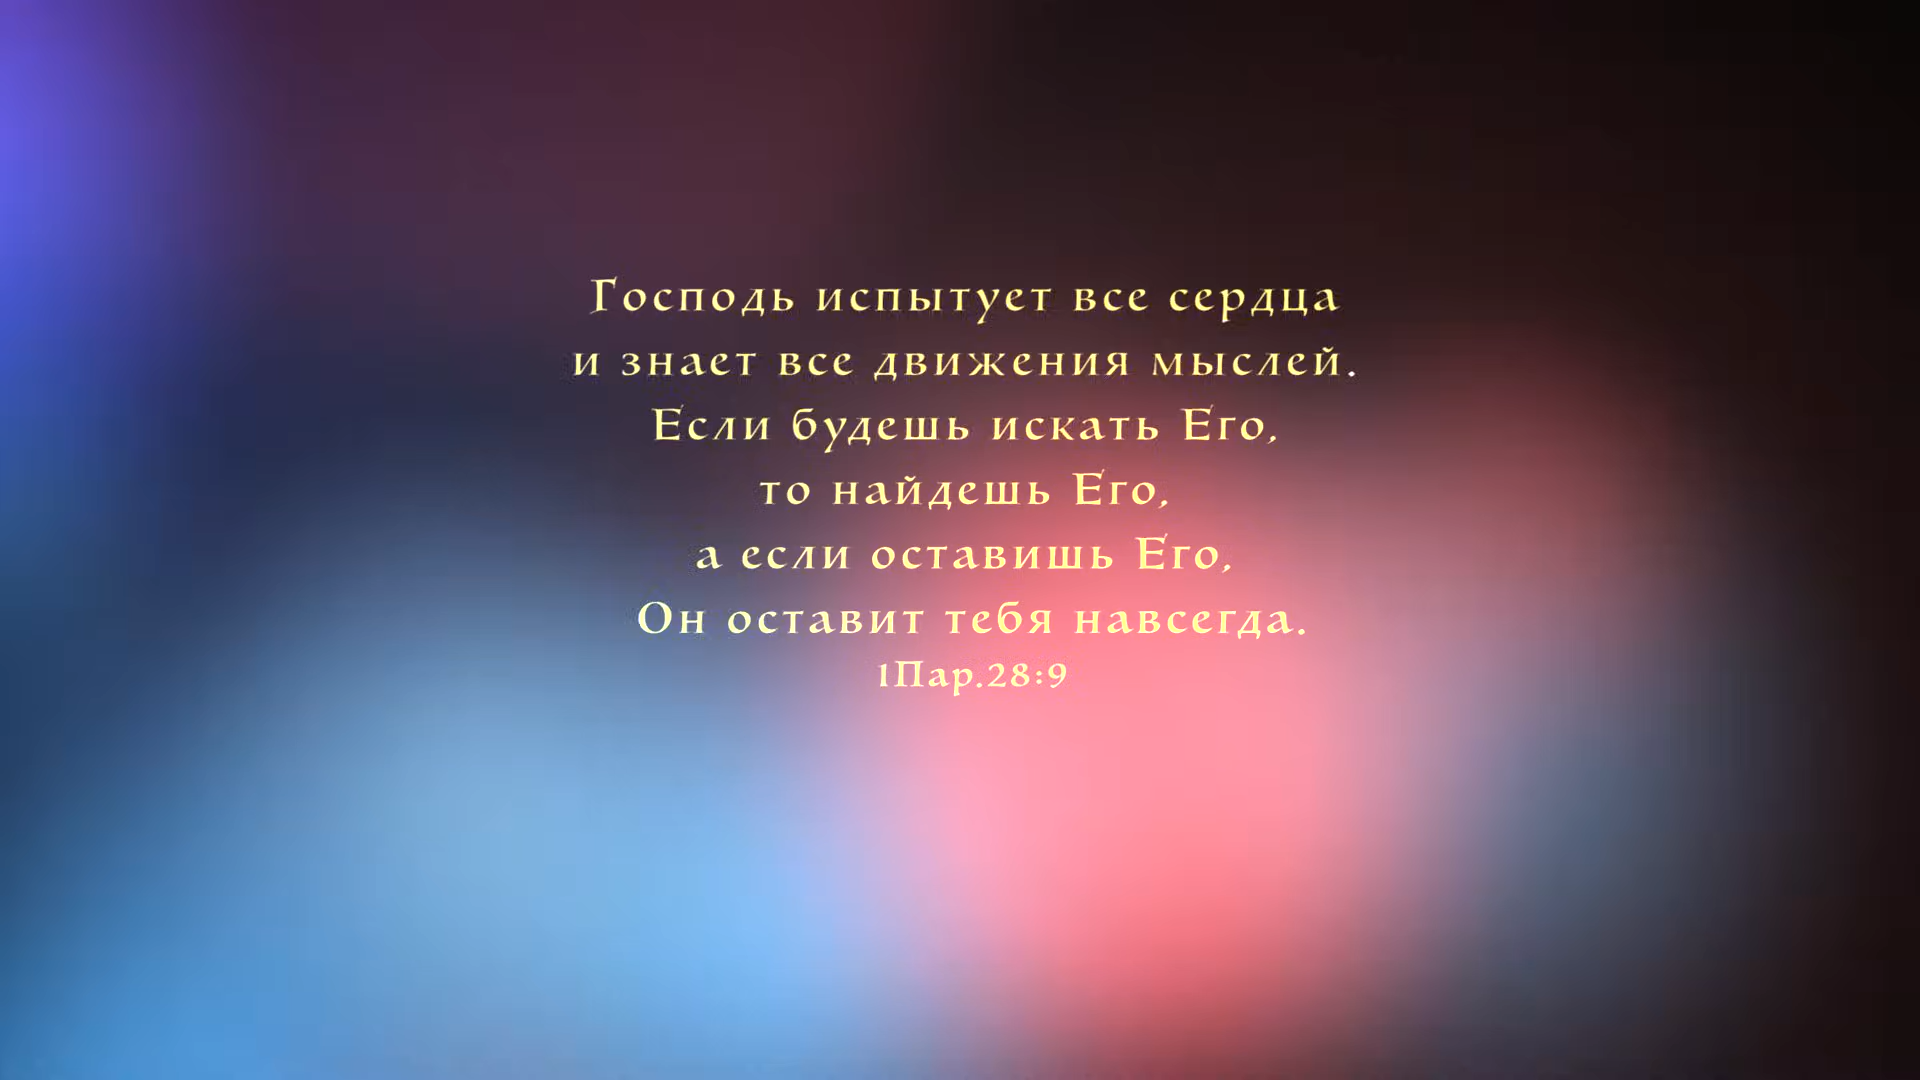 Господь испытует все сердца
и знает все движения мыслей.
Если будешь искать Его,
то найдешь Его,
а если оставишь Его,
Он оставит тебя навсегда.
1Пар.28:9